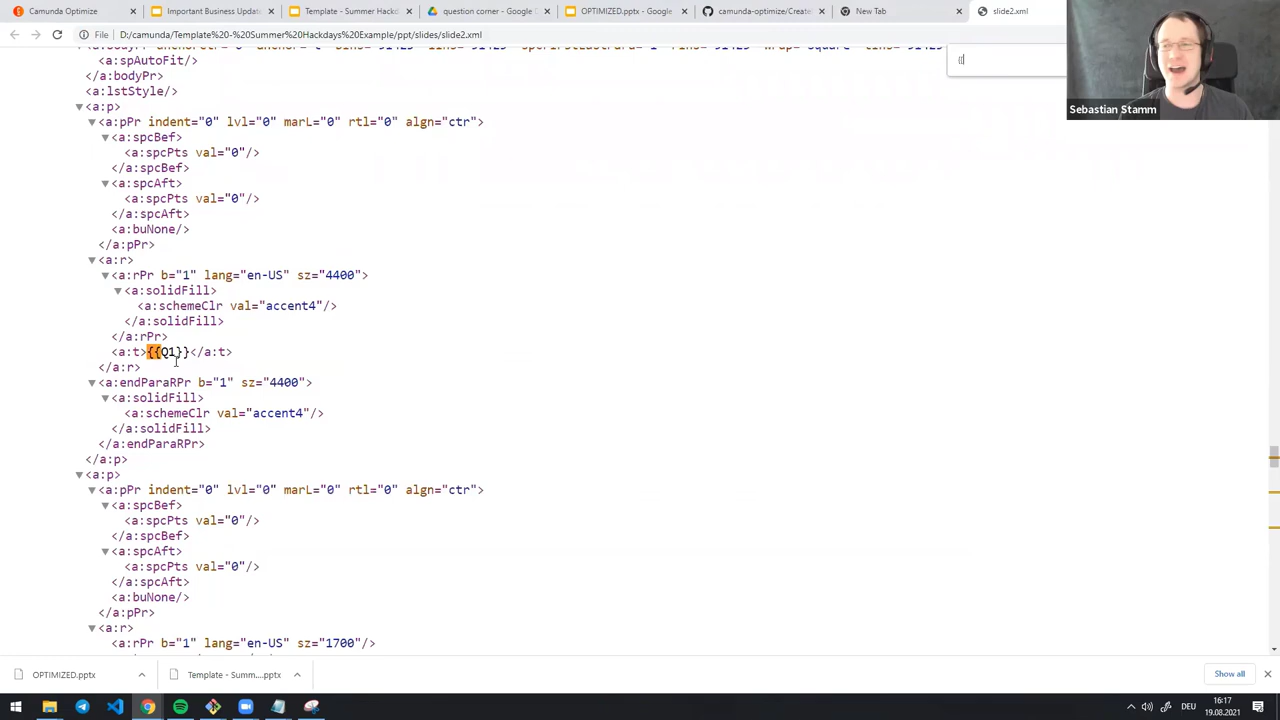 Camunda Optimize
Important Business Update
Template - Summer Hackd
question corner - Google D
OPTIMIZED.pptx - Google
camunda-optimize/Create
New Tab
slide2.xml
File
D:/camunda/Template%20-%20Summer%20Hackdays%20Example/ppt/slides/slide2.xml
<a:spAutoFit/>
</a:bodyPr>
<a:lstStyle/>
<a:p>
<a:pPr indent="0" lvl="0" marL="0" rtl="0" algn="ctr">
<a:spcBef>
<a:spcPts val="0"/>
</a:spcBef>
<a:spcAft>
<a:spcPts val="0"/>
</a:spcAft>
<a:buNone/>
</a:pPr>
<a:r>
<a:rPr b="1" lang="en-US" sz="4400">
<a:solidFill>
<a:schemeClr val="accent4"/>
</a:solidFill>
</a:rPr>
<a:t>{{Q1}}</a:t>
</a:r>
<a:endParaRPr b="1" sz="4400">
<a:solidFill>
<a:schemeClr val="accent4"/>
</a:solidFill>
</a:endParaRPr>
</a:p>
<a:p>
<a:pPr indent="0" lvl="0" marL="0" rtl="0" algn="ctr">
<a:spcBef>
<a:spcPts val="0"/>
</a:spcBef>
<a:spcAft>
<a:spcPts val="0"/>
</a:spcAft>
<a:buNone/>
</a:pPr>
<a:r>
<a:rPr b="1" lang="en-US" sz="1700"/>
{{
Sebastian Stamm
OPTIMIZED.pptx
Template - Summ....pptx
Show all
DEU
16:17
19.08.2021